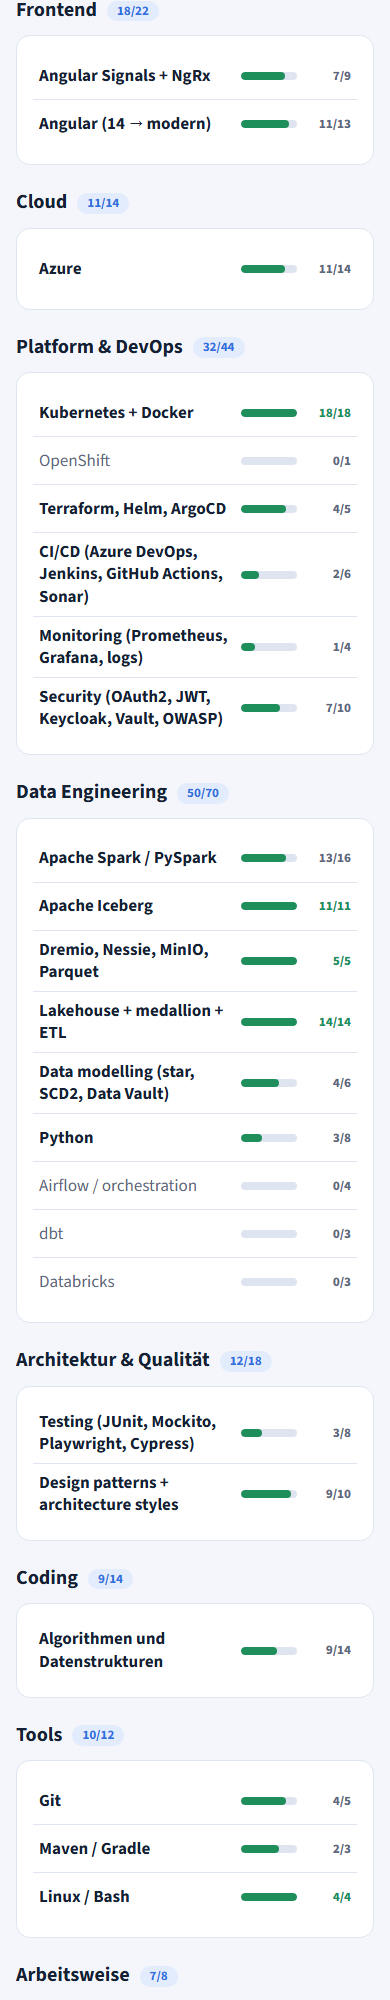 Frontend 18/22
Angular Signals + NgRx 7/9
Angular (14 → modern) 11/13
Cloud 11/14
Azure 11/14
Platform & DevOps 32/44
Kubernetes + Docker 18/18
OpenShift 0/1
Terraform, Helm, ArgoCD 4/5
CI/CD (Azure DevOps,
Jenkins, GitHub Actions, 2/6
Sonar)
Monitoring (Prometheus,
Grafana, logs) 1/4
Security (OAuth2, JWT,
Keycloak, Vault, OWASP) 7/10
Data Engineering 50/70
Apache Spark / PySpark 13/16
Apache Iceberg 11/11
Dremio, Nessie, MinIO,
Parquet 5/5
Lakehouse + medallion +
ETL 14/14
Data modelling (star,
SCD2, Data Vault) 4/6
Python 3/8
Airflow / orchestration 0/4
dbt 0/3
Databricks 0/3
Architektur & Qualität 12/18
Testing (JUnit, Mockito,
Playwright, Cypress) 3/8
Design patterns +
architecture styles 9/10
Coding 9/14
Algorithmen und
Datenstrukturen 9/14
Tools 10/12
Git 4/5
Maven / Gradle 2/3
Linux / Bash 4/4
Arbeitsweise 7/8